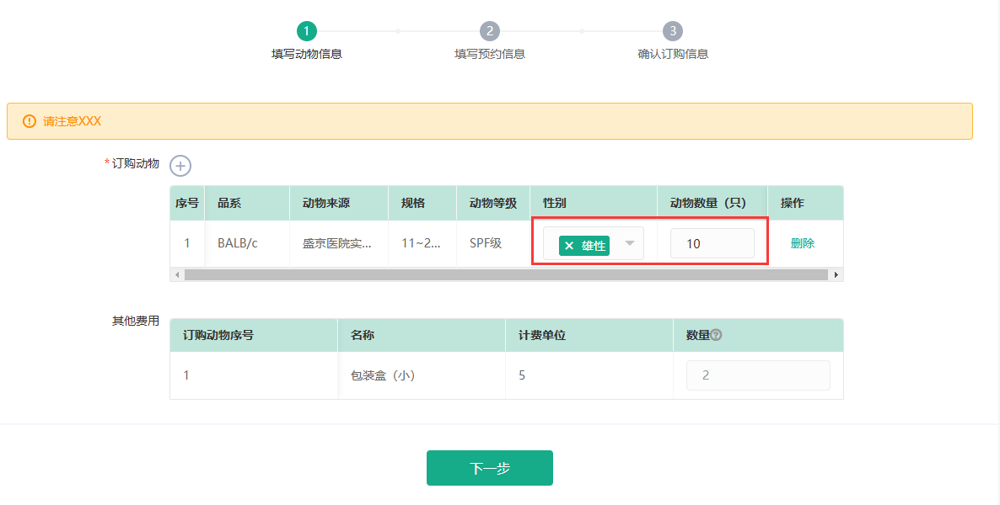 1 2 3
填写动物信息 填写预约信息 确认订购信息
请注意XXX
*订购动物
序号 品系 动物来源 规格 动物等级 性别 动物数量（只） 操作
1 BALB/c 盛京医院实... 11~2... SPF级 × 雄性 10 删除
其他费用
订购动物序号 名称 计费单位 数量?
1 包装盒（小） 5 2
下一步